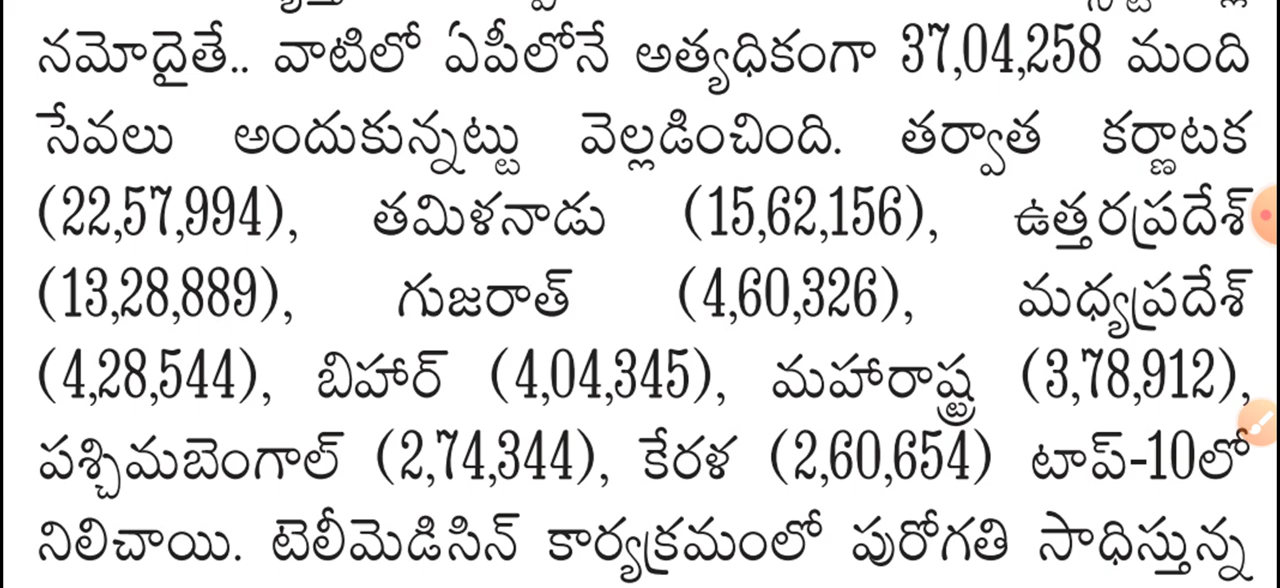 నమోదైతే.. వాటిలో ఏపీలోనే అత్యధికంగా 37,04,258 మంది
సేవలు అందుకున్నట్టు వెల్లడించింది. తర్వాత కర్ణాటక
(22,57,994), తమిళనాడు (15,62,156), ఉత్తరప్రదేశ్
(13,28,889), గుజరాత్ (4,60,326), మధ్యప్రదేశ్
(4,28,544), బిహార్ (4,04,345), మహారాష్ట్ర (3,78,912),
పశ్చిమబెంగాల్ (2,74,344), కేరళ (2,60,654) టాప్-10లో
నిలిచాయి. టెలీమెడిసిన్ కార్యక్రమంలో పురోగతి సాధిస్తున్న